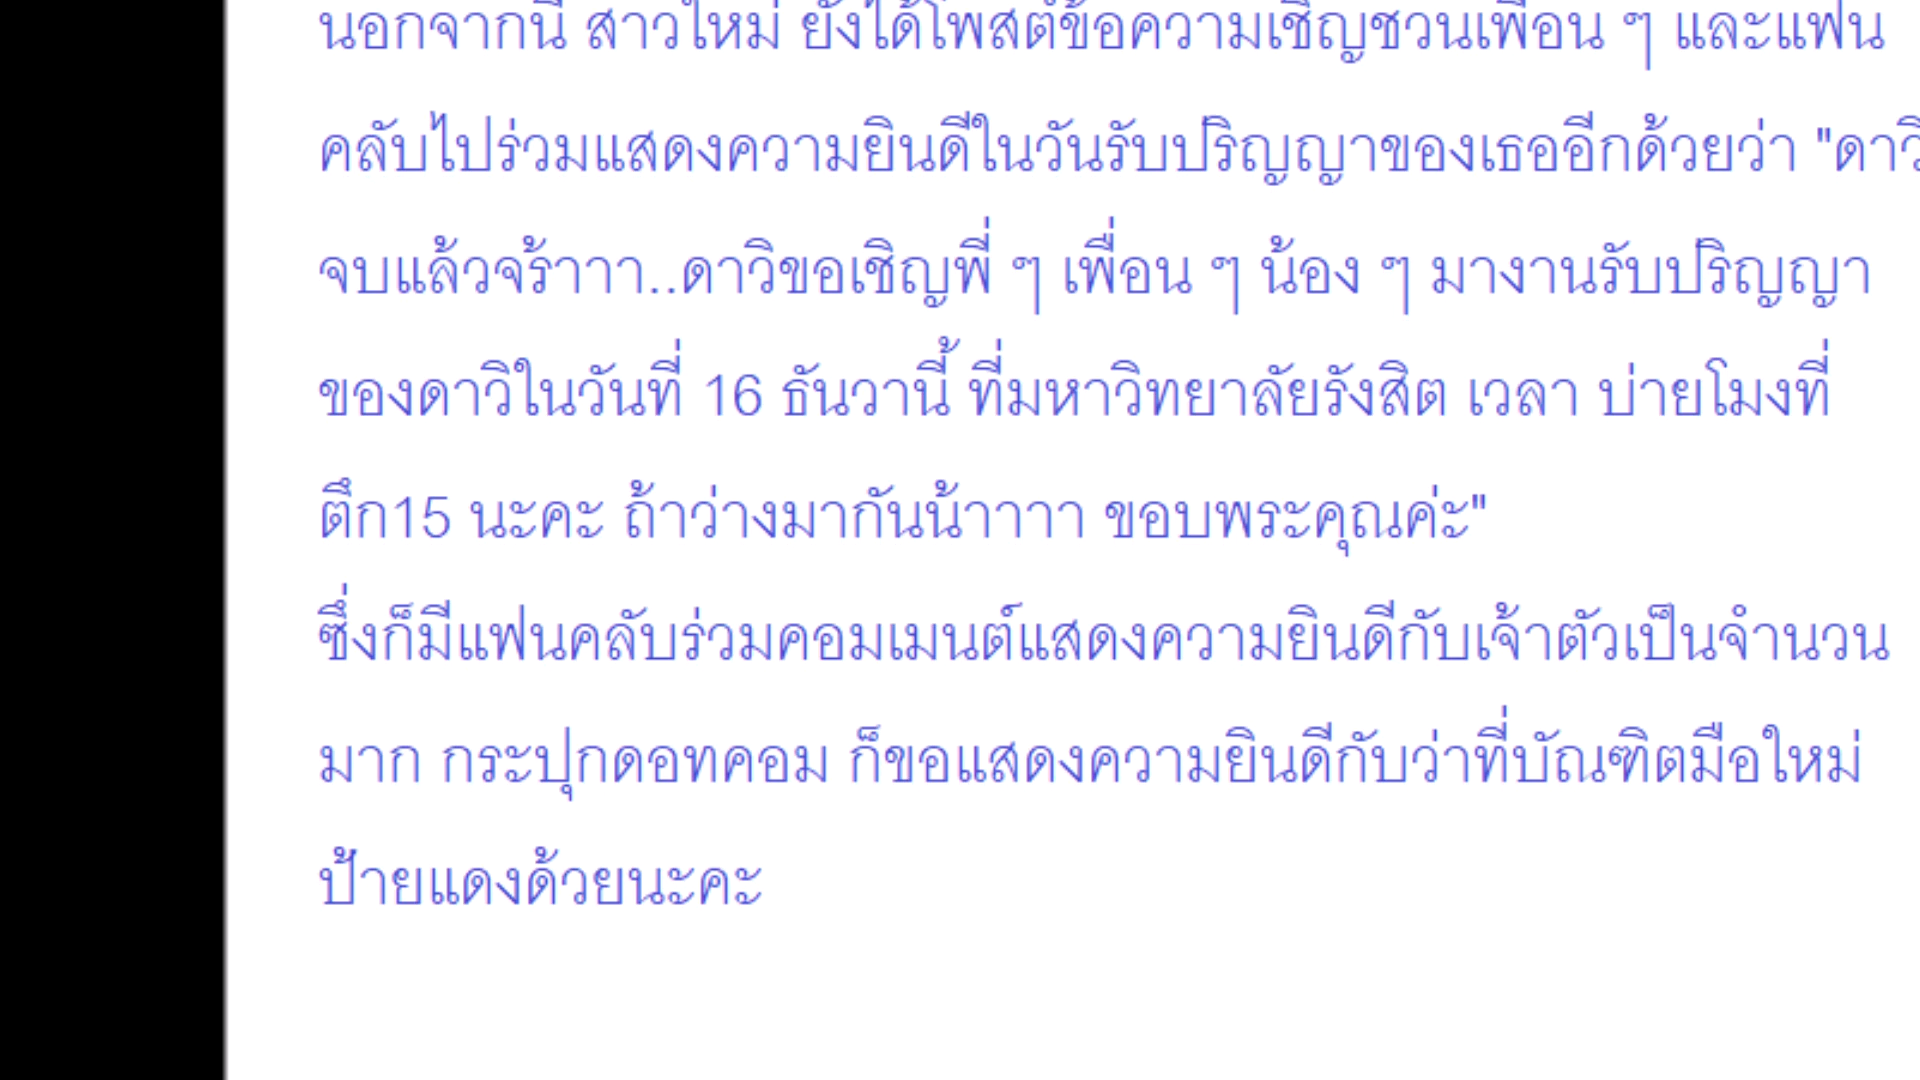 นอกจากนี้ สาวใหม่ ยังได้โพสต์ข้อความเชิญชวนเพื่อน ๆ และแฟน
คลับไปร่วมแสดงความยินดีในวันรับปริญญาของเธออีกด้วยว่า "ดาวิ
จบแล้วจร้าาา..ดาวิขอเชิญพี่ ๆ เพื่อน ๆ น้อง ๆ มางานรับปริญญา
ของดาวิในวันที่ 16 ธันวานี้ ที่มหาวิทยาลัยรังสิต เวลา บ่ายโมงที่
ตึก15 นะคะ ถ้าว่างมากันน้าาาา ขอบพระคุณค่ะ"
ซึ่งก็มีแฟนคลับร่วมคอมเมนต์แสดงความยินดีกับเจ้าตัวเป็นจำนวน
มาก กระปุกดอทคอม ก็ขอแสดงความยินดีกับว่าที่บัณฑิตมือใหม่
ป้ายแดงด้วยนะคะ